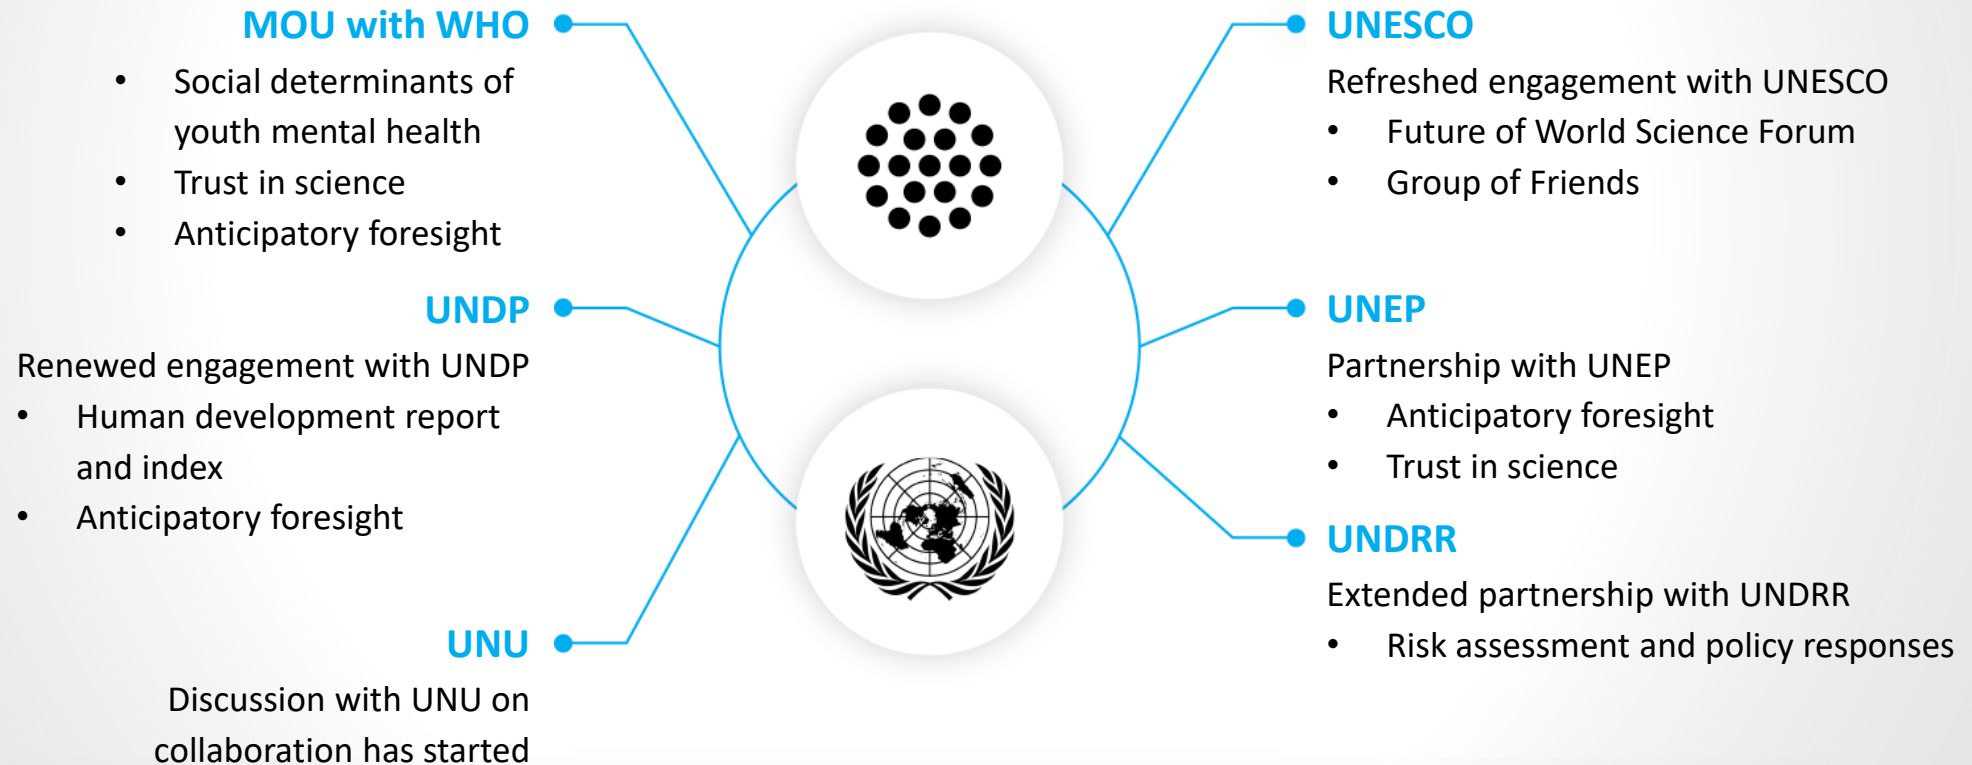 MOU with WHO
• Social determinants of
youth mental health
• Trust in science
• Anticipatory foresight
UNDP
Renewed engagement with UNDP
• Human development report
and index
• Anticipatory foresight
UNU
Discussion with UNU on
collaboration has started
UNESCO
Refreshed engagement with UNESCO
• Future of World Science Forum
• Group of Friends
UNEP
Partnership with UNEP
• Anticipatory foresight
• Trust in science
UNDRR
Extended partnership with UNDRR
• Risk assessment and policy responses